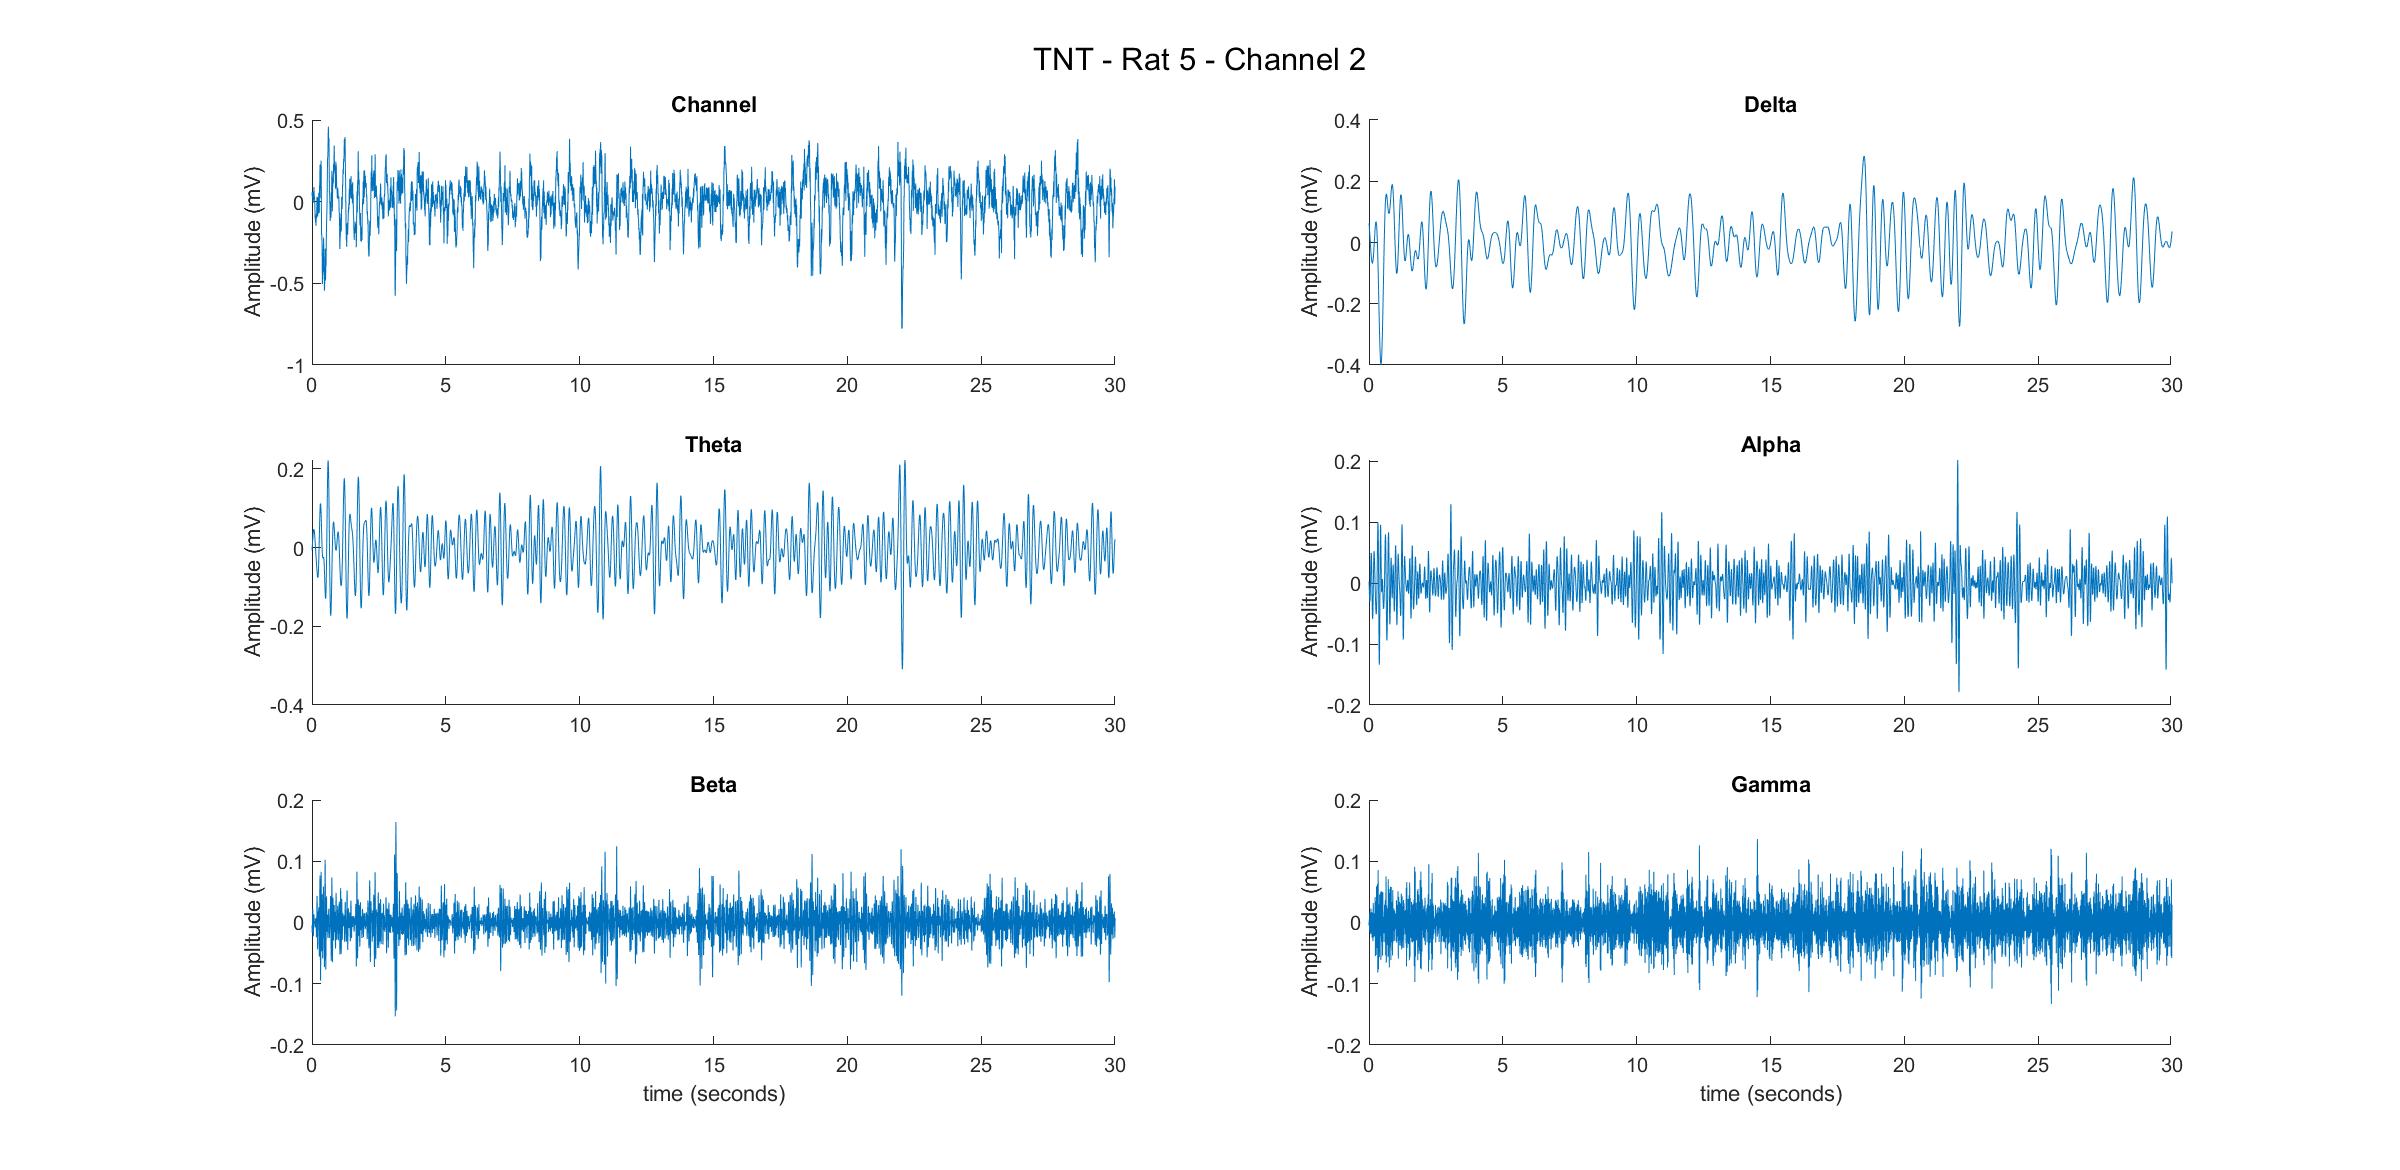 TNT - Rat 5 - Channel 2
Channel
Amplitude (mV)
0.5
0
-0.5
-1
0 5 10 15 20 25 30
Delta
Amplitude (mV)
0.4
0.2
0
-0.2
-0.4
0 5 10 15 20 25 30
Theta
Amplitude (mV)
0.2
0
-0.2
-0.4
0 5 10 15 20 25 30
Alpha
Amplitude (mV)
0.2
0.1
0
-0.1
-0.2
0 5 10 15 20 25 30
Beta
Amplitude (mV)
0.2
0.1
0
-0.1
-0.2
0 5 10 15 20 25 30
time (seconds)
Gamma
Amplitude (mV)
0.2
0.1
0
-0.1
-0.2
0 5 10 15 20 25 30
time (seconds)